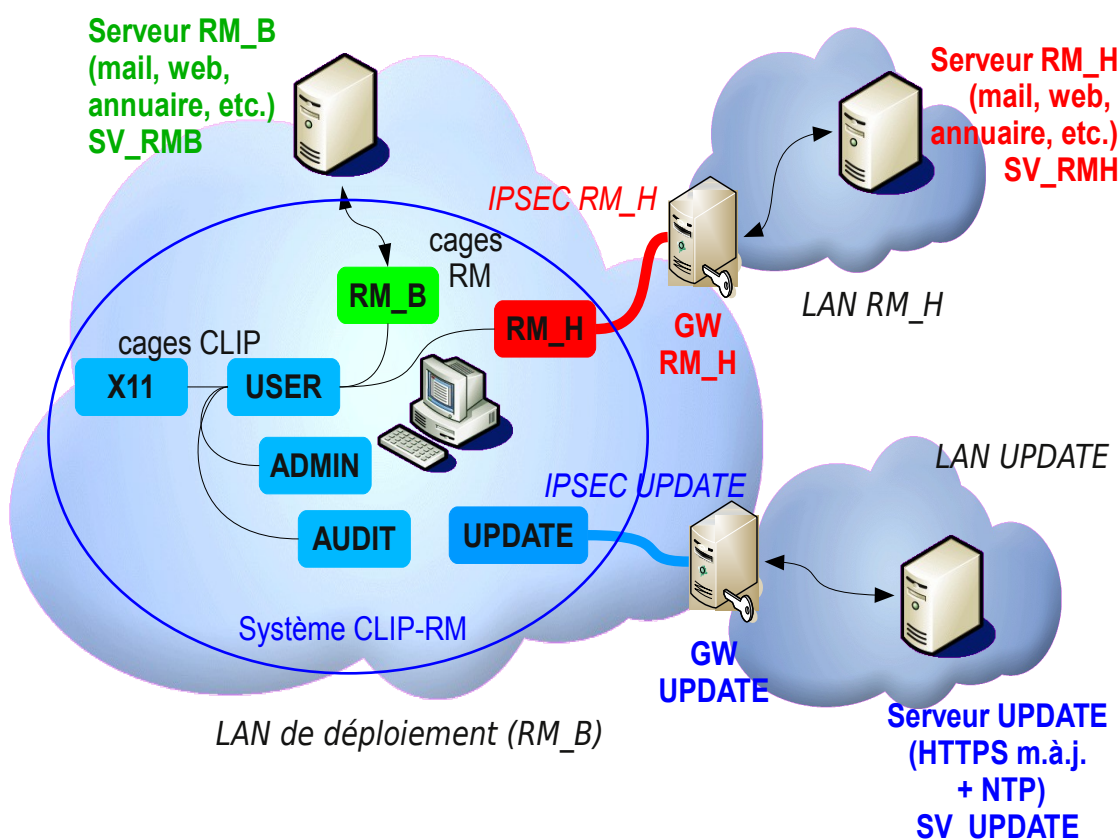 Serveur RM_B
(mail, web,
annuaire, etc.)
SV_RMB
Serveur RM_H
(mail, web,
annuaire, etc.)
SV_RMH
IPSEC RM_H
cages
RM
RM_B
RM_H
GW
RM_H
LAN RM_H
cages CLIP
X11
USER
ADMIN
AUDIT
UPDATE
IPSEC UPDATE
LAN UPDATE
Système CLIP-RM
GW
UPDATE
LAN de déploiement (RM_B)
Serveur UPDATE
(HTTPS m.à.j.
+ NTP)
SV_UPDATE